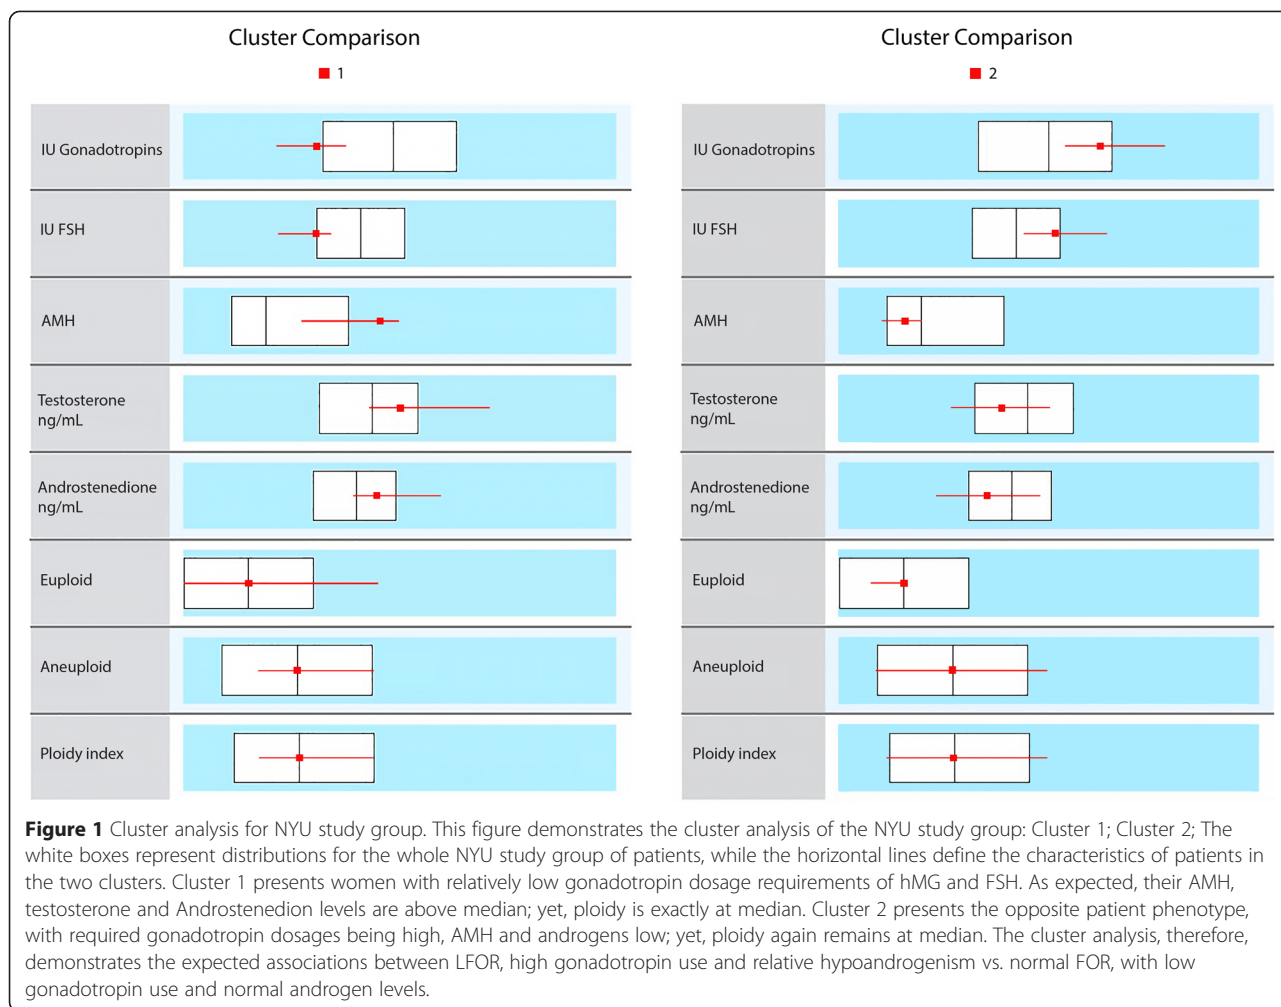 Cluster Comparison
1
IU Gonadotropins
IU FSH
AMH
Testosterone
ng/mL
Androstenedione
ng/mL
Euploid
Aneuploid
Ploidy index
Cluster Comparison
2
IU Gonadotropins
IU FSH
AMH
Testosterone
ng/mL
Androstenedione
ng/mL
Euploid
Aneuploid
Ploidy index
Figure 1 Cluster analysis for NYU study group. This figure demonstrates the cluster analysis of the NYU study group: Cluster 1; Cluster 2; The
white boxes represent distributions for the whole NYU study group of patients, while the horizontal lines define the characteristics of patients in
the two clusters. Cluster 1 presents women with relatively low gonadotropin dosage requirements of hMG and FSH. As expected, their AMH,
testosterone and Androstenedion levels are above median; yet, ploidy is exactly at median. Cluster 2 presents the opposite patient phenotype,
with required gonadotropin dosages being high, AMH and androgens low; yet, ploidy again remains at median. The cluster analysis, therefore,
demonstrates the expected associations between LFOR, high gonadotropin use and relative hypoandrogenism vs. normal FOR, with low
gonadotropin use and normal androgen levels.